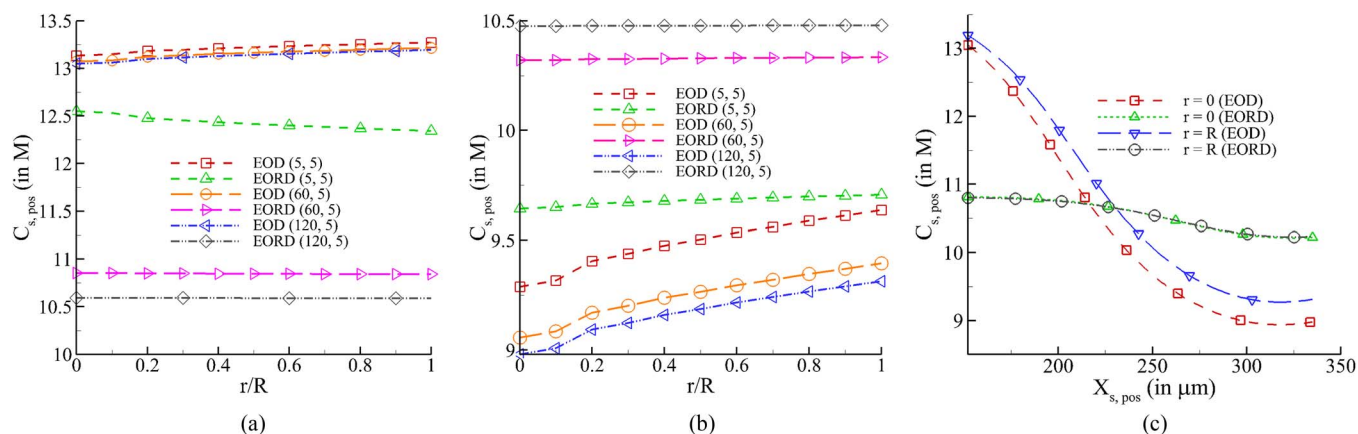 13.5
13
12.5
12
11.5
11
10.5
10
C s, pos (in M)
EOD (5, 5)
EORD (5, 5)
EOD (60, 5)
EORD (60, 5)
EOD (120, 5)
EORD (120, 5)
0 0.2 0.4 0.6 0.8 1
r/R
(a)
10.5
10
9.5
9
C s, pos (in M)
EOD (5, 5)
EORD (5, 5)
EOD (60, 5)
EORD (60, 5)
EOD (120, 5)
EORD (120, 5)
0 0.2 0.4 0.6 0.8 1
r/R
(b)
13
12
11
10
9
C s, pos (in M)
r = 0 (EOD)
r = 0 (EORD)
r = R (EOD)
r = R (EORD)
200 250 300 350
X s, pos (in μm)
(c)